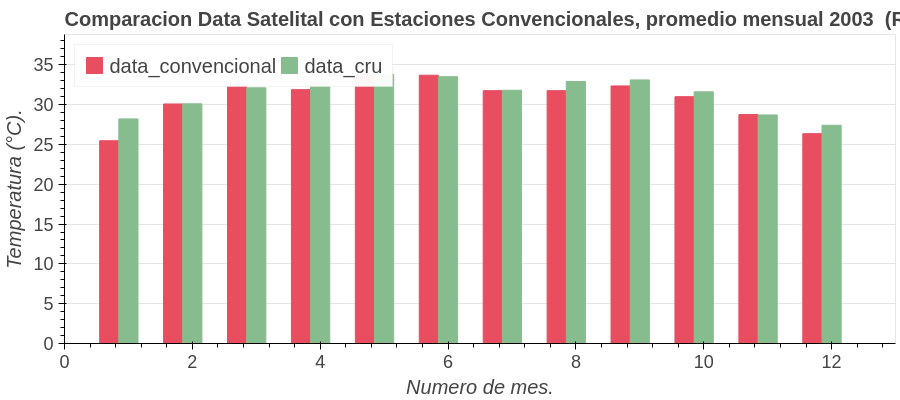 Comparacion Data Satelital con Estaciones Convencionales, promedio mensual 2003 (R
data_convencional data_cru
Temperatura (°C).
35
30
25
20
15
10
5
0
0 2 4 6 8 10 12
Numero de mes.